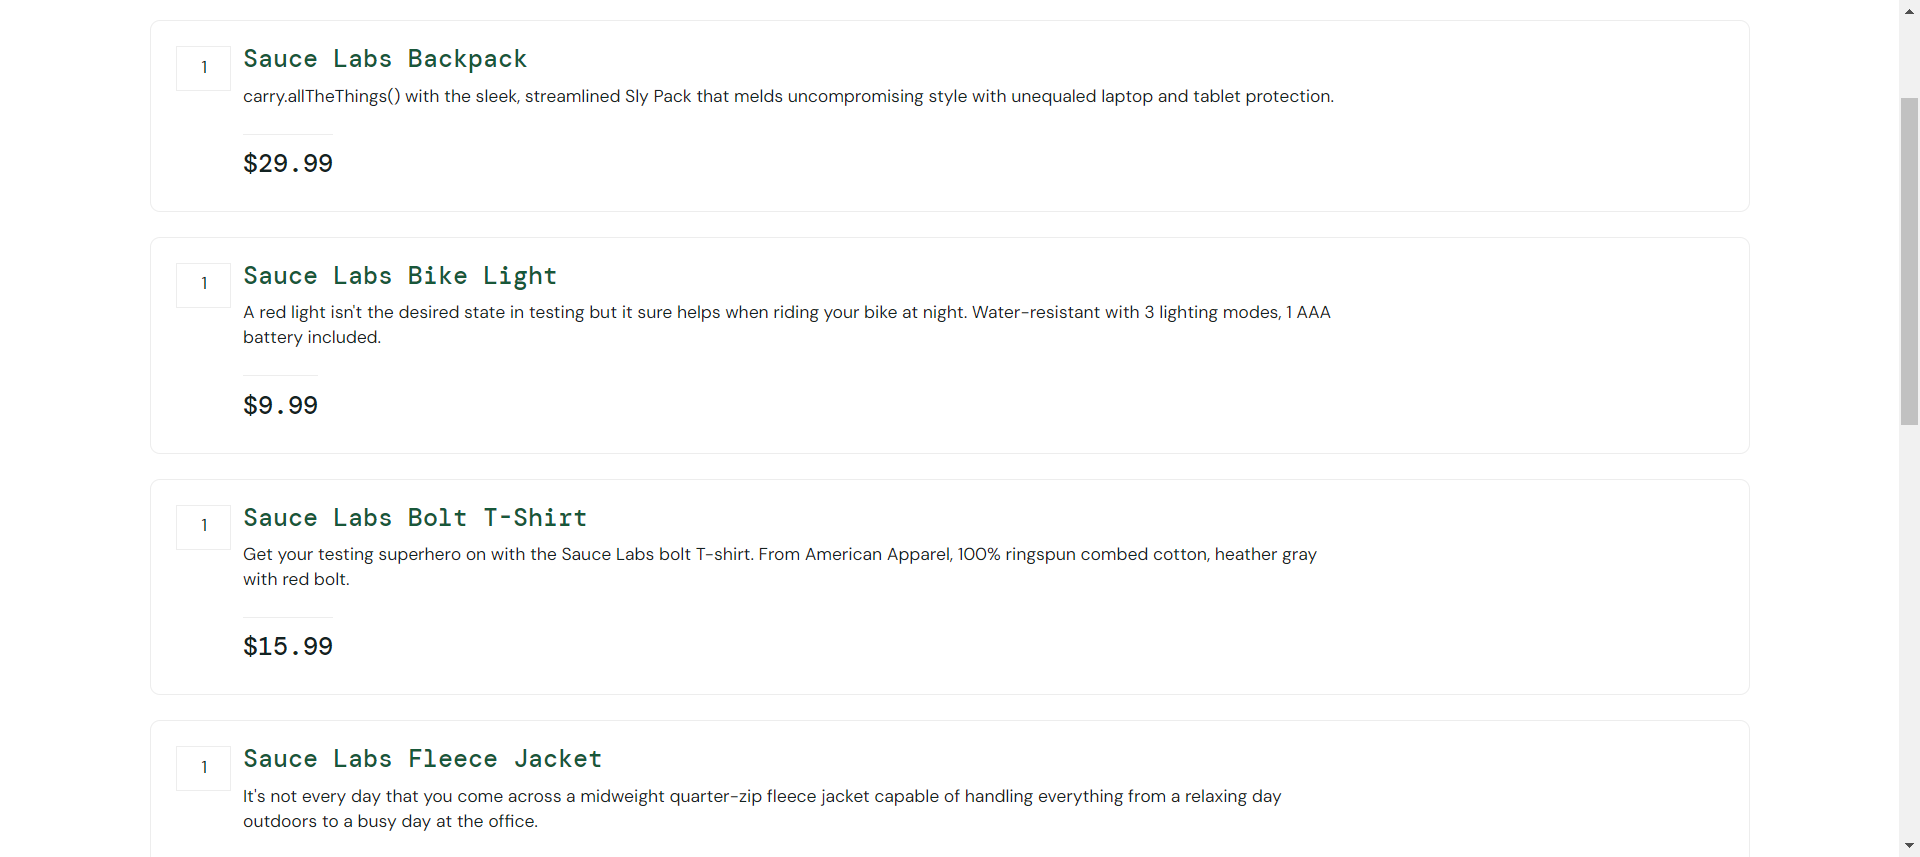 1
Sauce Labs Backpack
carry.allTheThings() with the sleek, streamlined Sly Pack that melds uncompromising style with unequaled laptop and tablet protection.
$29.99
1
Sauce Labs Bike Light
A red light isn't the desired state in testing but it sure helps when riding your bike at night. Water-resistant with 3 lighting modes, 1 AAA
battery included.
$9.99
1
Sauce Labs Bolt T-Shirt
Get your testing superhero on with the Sauce Labs bolt T-shirt. From American Apparel, 100% ringspun combed cotton, heather gray
with red bolt.
$15.99
1
Sauce Labs Fleece Jacket
It's not every day that you come across a midweight quarter-zip fleece jacket capable of handling everything from a relaxing day
outdoors to a busy day at the office.